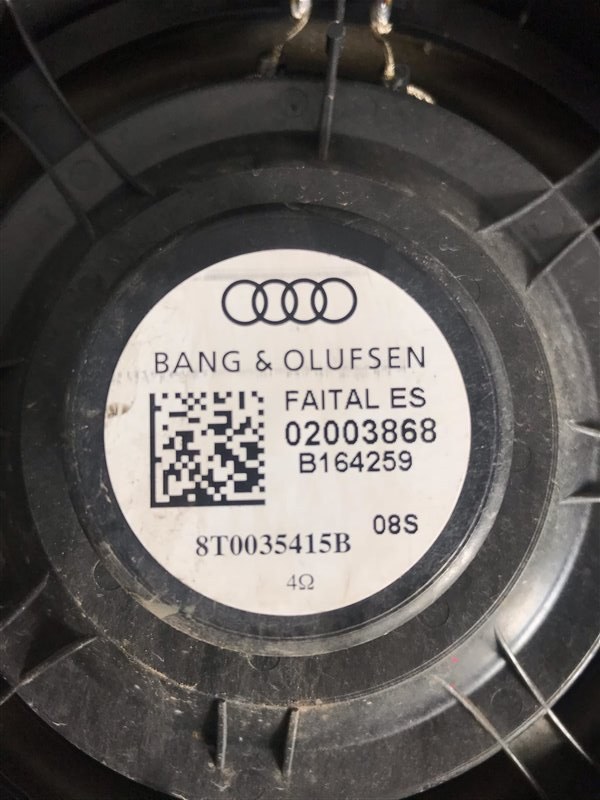 BANG & OLUFSEN
FAITAL ES
02003868
B164259
08S
8T0035415B
4Ω